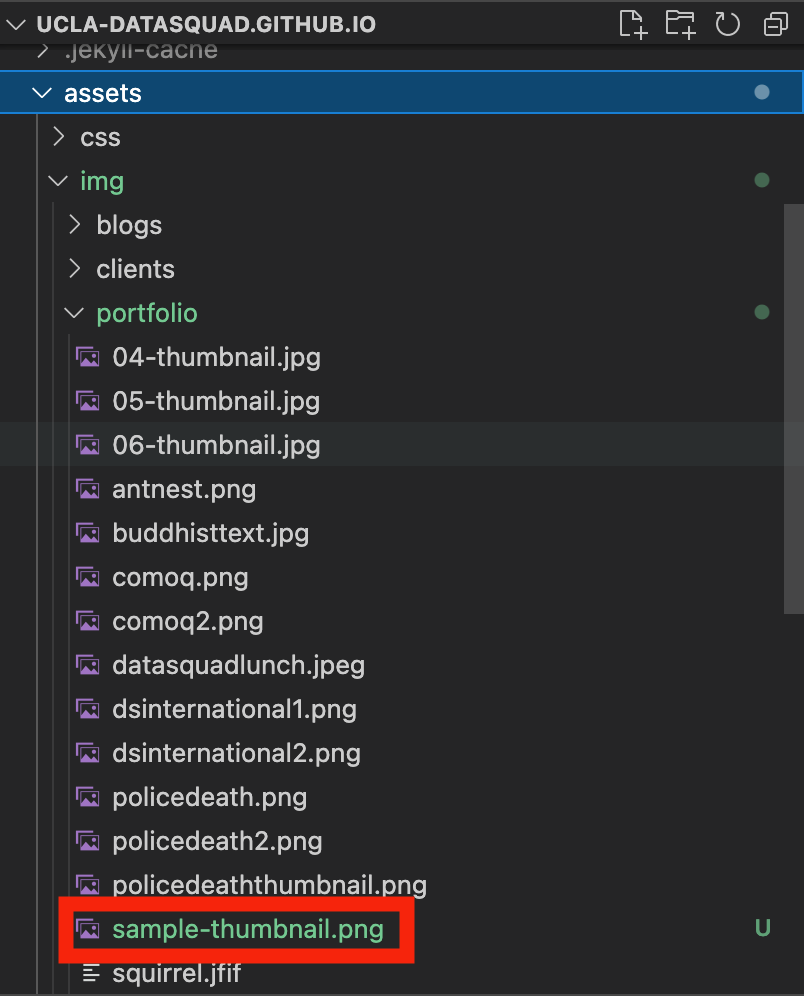 UCLA-DATASQUAD.GITHUB.IO
.jekyll-cache
assets
css
img
blogs
clients
portfolio
04-thumbnail.jpg
05-thumbnail.jpg
06-thumbnail.jpg
antnest.png
buddhisttext.jpg
comoq.png
comoq2.png
datasquadlunch.jpeg
dsinternational1.png
dsinternational2.png
policedeath.png
policedeath2.png
policedeaththumbnail.png
sample-thumbnail.png U
squirrel.jfif